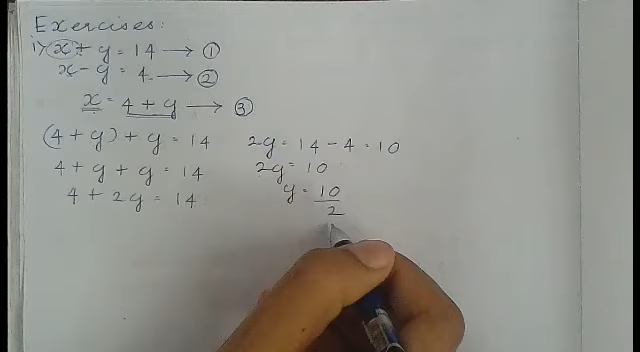 Exercises:
1) x + y = 14 ⟶ ①
x - y = 4 ⟶ ②
x = 4 + y ⟶ ③
(4 + y) + y = 14
4 + y + y = 14
4 + 2y = 14
2y = 14 - 4 = 10
2y = 10
y = 10/2